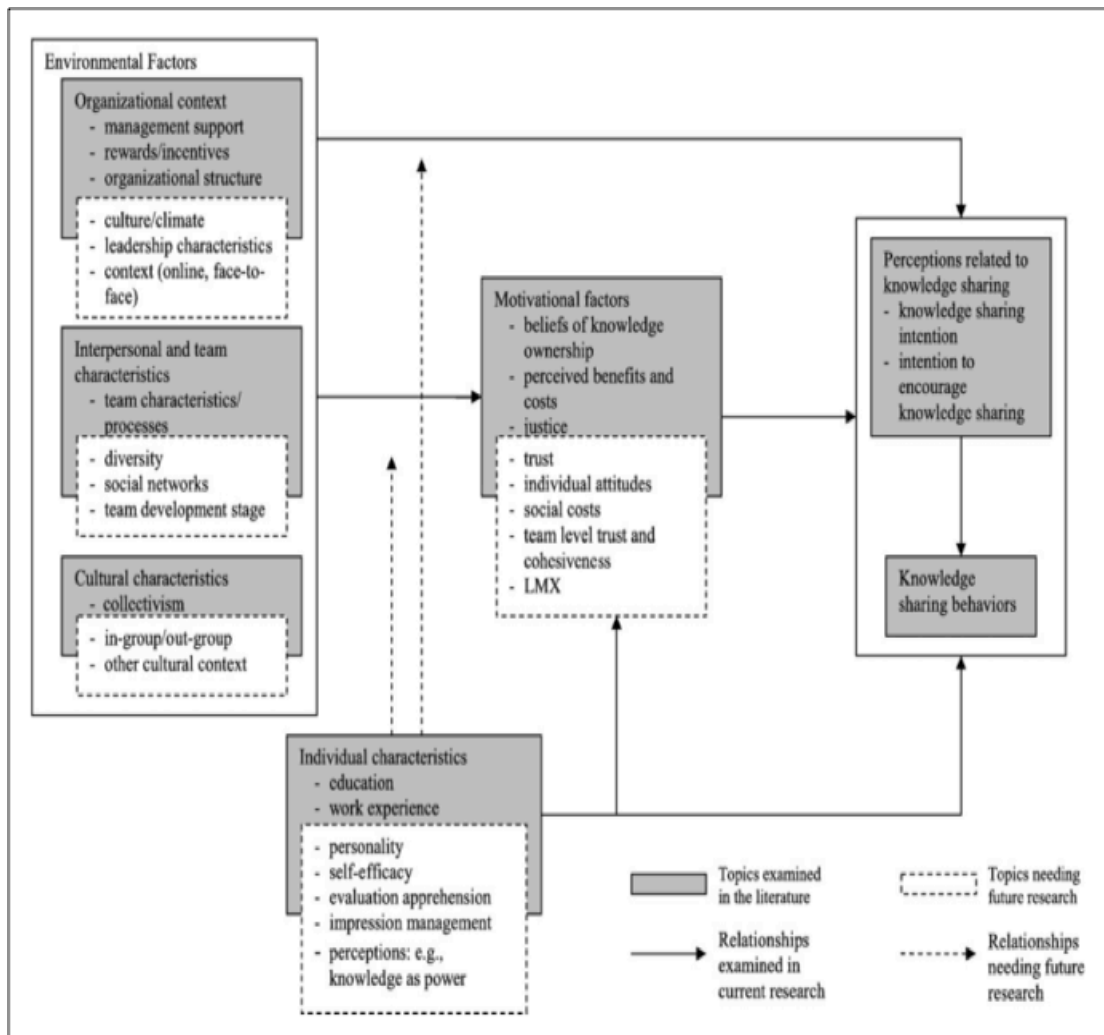 Environmental Factors
Organizational context
- management support
- rewards/incentives
- organizational structure
- culture/climate
- leadership characteristics
- context (online, face-to-
face)
Interpersonal and team
characteristics
- team characteristics/
processes
- diversity
- social networks
- team development stage
Cultural characteristics
- collectivism
- in-group/out-group
- other cultural context
Motivational factors
- beliefs of knowledge
ownership
- perceived benefits and
costs
- justice
- trust
- individual attitudes
- social costs
- team level trust and
cohesiveness
- LMX
Perceptions related to
knowledge sharing
- knowledge sharing
intention
- intention to
encourage
knowledge sharing
Knowledge
sharing behaviors
Individual characteristics
- education
- work experience
- personality
- self-efficacy
- evaluation apprehension
- impression management
- perceptions: e.g.,
knowledge as power
Topics examined
in the literature
Topics needing
future research
Relationships
examined in
current research
Relationships
needing future
research